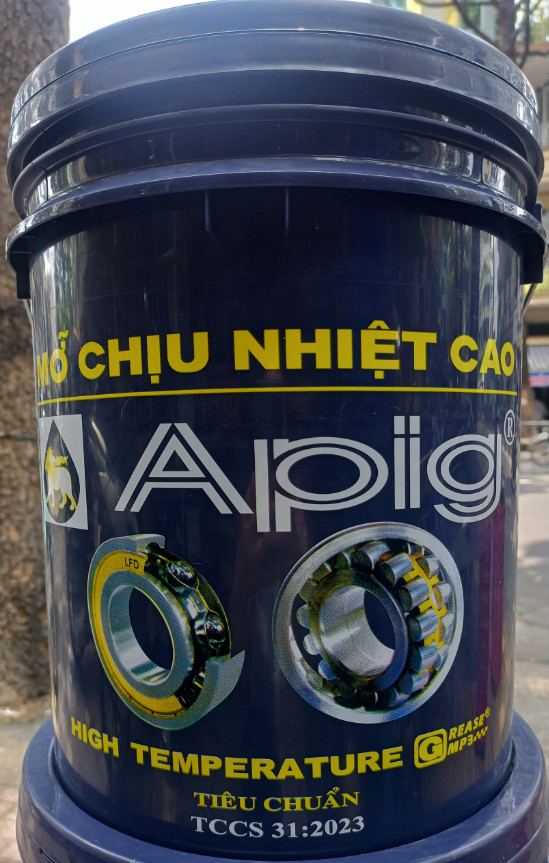 MỠ CHỊU NHIỆT CAO
Apig®
LFD
HIGH TEMPERATURE GREASE®
MP3
TIÊU CHUẨN
TCCS 31:2023